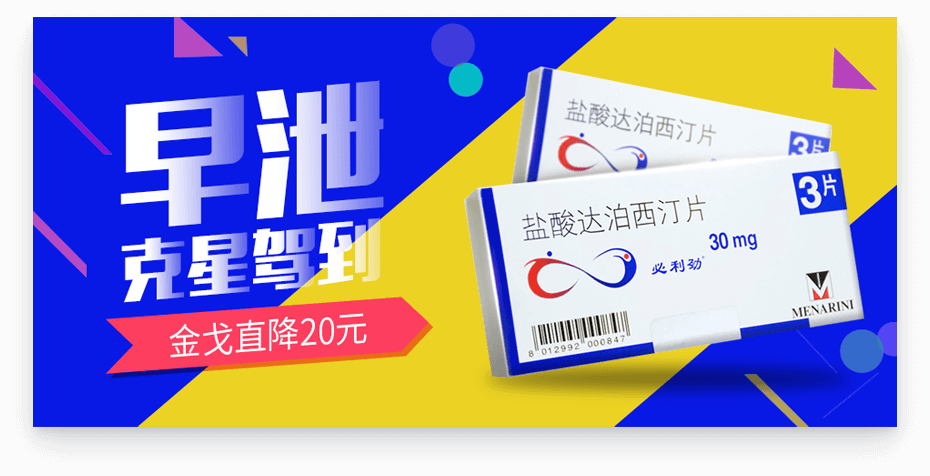 早泄
克星驾到
金戈直降20元
盐酸达泊西汀片
3片
盐酸达泊西汀片
3片
30 mg
必利劲®
MENARINI
8 012992 000847